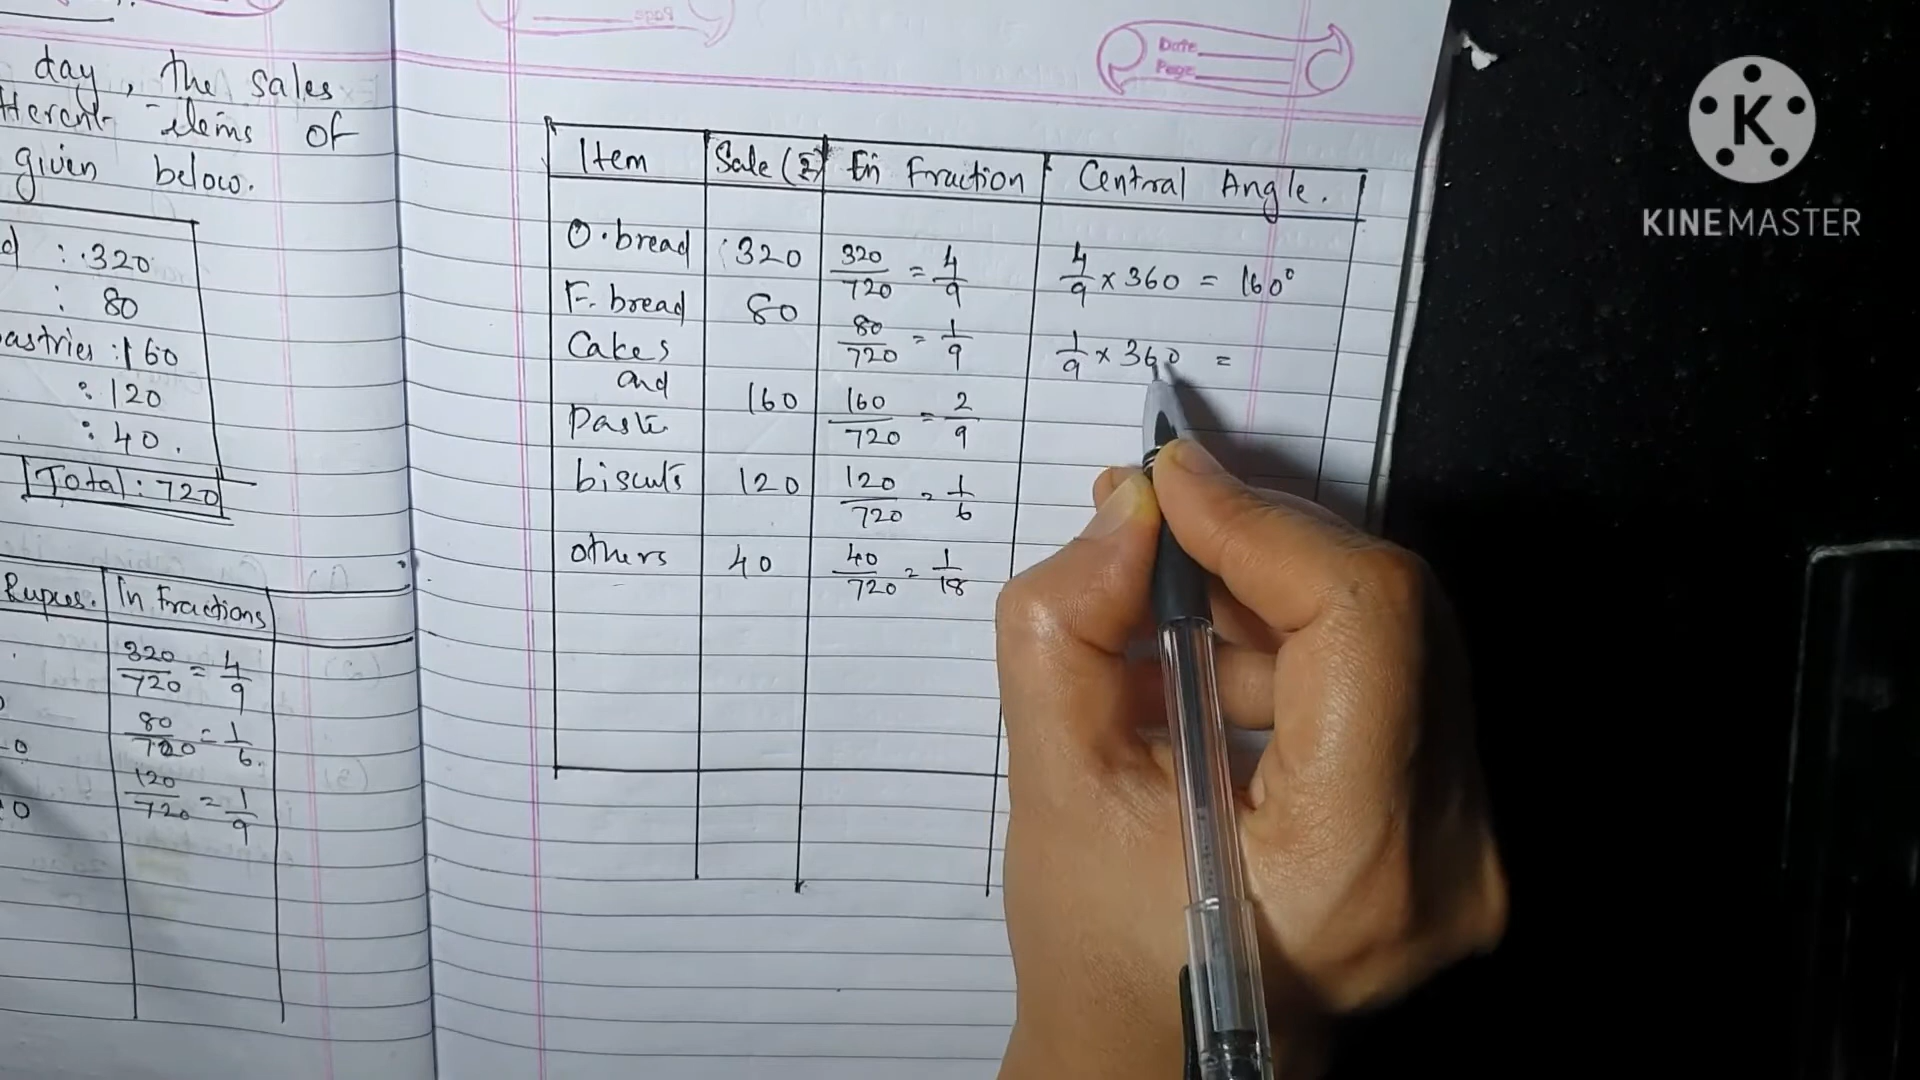 day, the sales
items of
given below.
d : 320
: 80
astries : 160
: 120
: 40.
Total : 720
Rupees. In Fractions
320/720 = 4/9
80/720 = 1/6.
120/720 = 1/9
Page
Date
Page
Item Sale (₹) In Fraction Central Angle.
O. bread 320 320/720 = 4/9 4/9 × 360 = 160°
F. bread 80 80/720 = 1/9 1/9 × 360 =
Cakes
and
Paste 160 160/720 = 2/9
biscuits 120 120/720 = 1/6
others 40 40/720 = 1/18
K
KINEMASTER